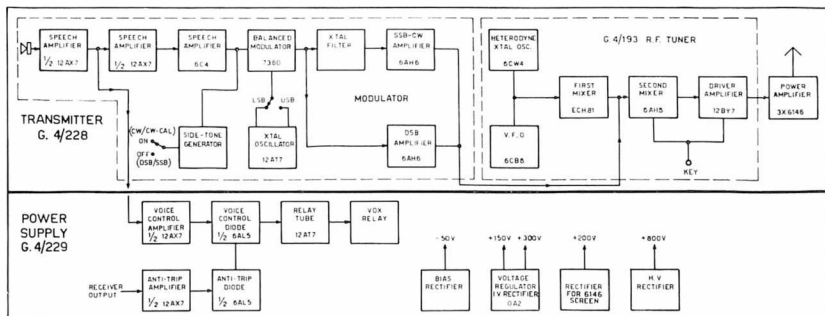 SPEECH
AMPLIFIER
½ 12AX7
SPEECH
AMPLIFIER
½ 12AX7
SPEECH
AMPLIFIER
6C4
BALANCED
MODULATOR
7360
XTAL
FILTER
SSB-CW
AMPLIFIER
6AH6
HETERODYNE
XTAL OSC.
6CW4
G.4/193 R.F. TUNER
FIRST
MIXER
ECH81
SECOND
MIXER
DRIVER
AMPLIFIER
12BY7
POWER
AMPLIFIER
3X6146
TRANSMITTER
G. 4/228
(CW/CW-CAL)
ON
OFF
(DSB/SSB)
SIDE-TONE
GENERATOR
LSB
USB
XTAL
OSCILLATOR
12AT7
MODULATOR
DSB
AMPLIFIER
6AH6
V.F.O
KEY
POWER
SUPPLY
G.4/229
VOICE
CONTROL
AMPLIFIER
½ 12AX7
VOICE
CONTROL
DIODE
½ 6AL5
RELAY
TUBE
12AT7
VOX
RELAY
RECEIVER
OUTPUT
ANTI-TRIP
AMPLIFIER
½ 12AX7
ANTI-TRIP
DIODE
½ 6AL5
-50V
BIAS
RECTIFIER
+150V
+300V
VOLTAGE
REGULATOR
RECTIFIER
OA2
+200V
RECTIFIER
FOR 6146
SCREEN
+800V
H.V
RECTIFIER